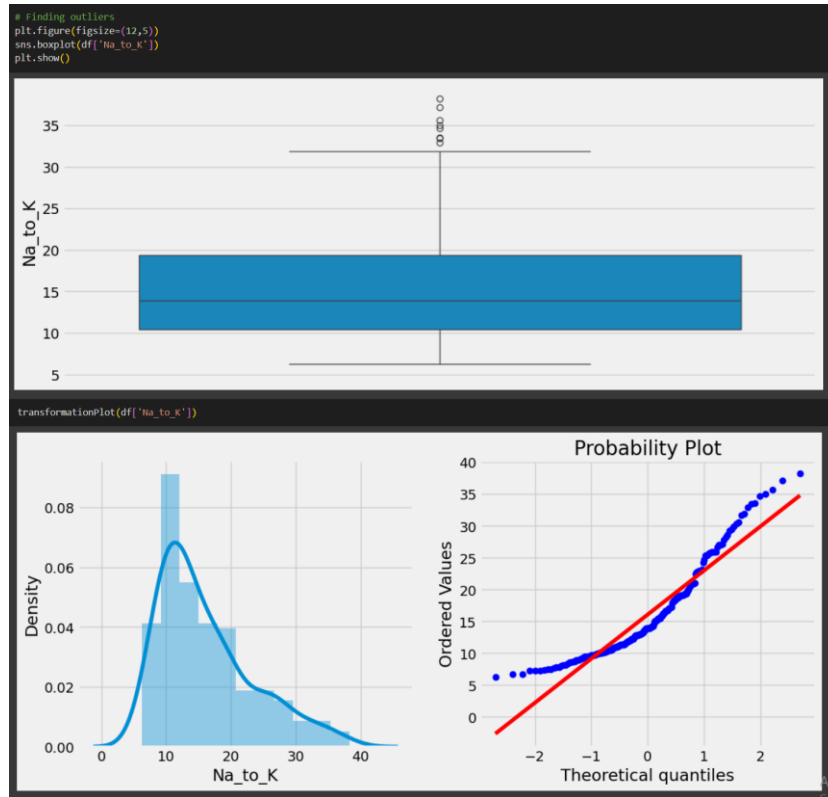 # Finding outliers
plt.figure(figsize=(12,5))
sns.boxplot(df['Na_to_K'])
plt.show()
35
30
25
20
15
10
5
Na_to_K
transformationPlot(df['Na_to_K'])
0.08
0.06
0.04
0.02
0.00
Density
0 10 20 30 40
Na_to_K
Probability Plot
40
35
30
25
20
15
10
5
0
Ordered Values
−2 −1 0 1 2
Theoretical quantiles